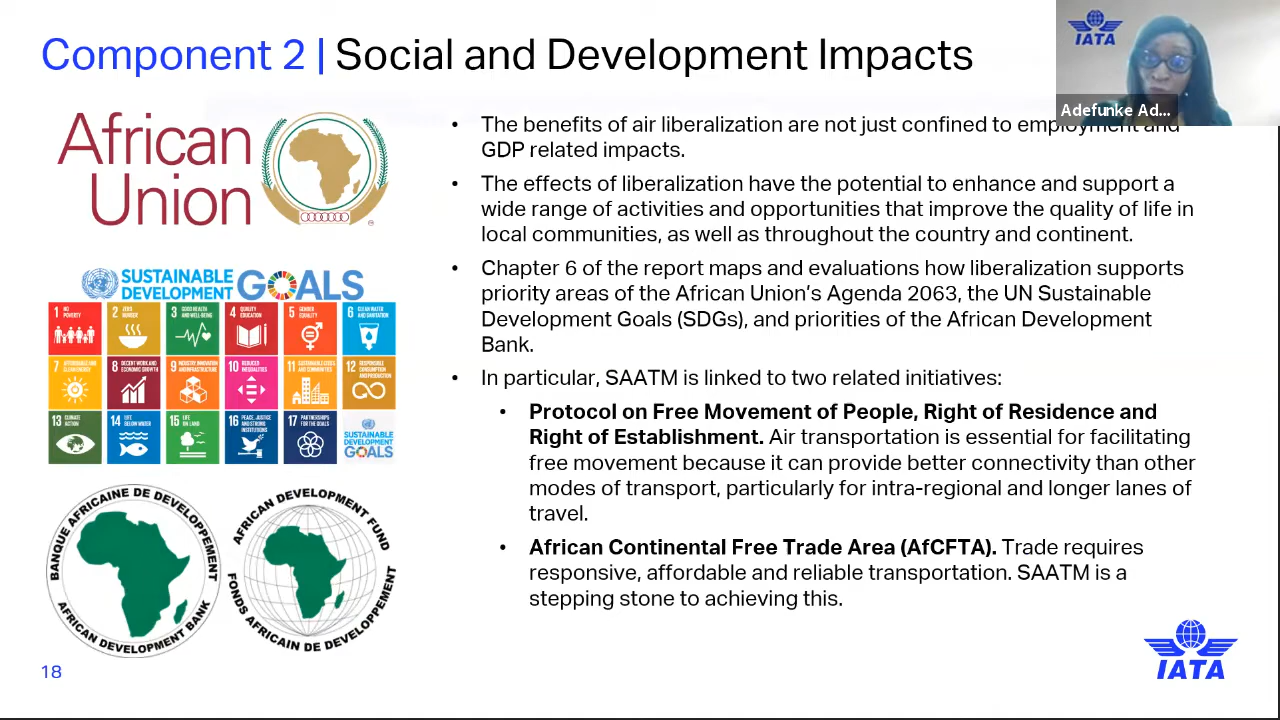 Component 2 | Social and Development Impacts
IATA
Adefunke Ad...
African
Union
• The benefits of air liberalization are not just confined to employment and
GDP related impacts.
• The effects of liberalization have the potential to enhance and support a
wide range of activities and opportunities that improve the quality of life in
local communities, as well as throughout the country and continent.
• Chapter 6 of the report maps and evaluations how liberalization supports
priority areas of the African Union's Agenda 2063, the UN Sustainable
Development Goals (SDGs), and priorities of the African Development
Bank.
• In particular, SAATM is linked to two related initiatives:
• Protocol on Free Movement of People, Right of Residence and
Right of Establishment. Air transportation is essential for facilitating
free movement because it can provide better connectivity than other
modes of transport, particularly for intra-regional and longer lanes of
travel.
• African Continental Free Trade Area (AfCFTA). Trade requires
responsive, affordable and reliable transportation. SAATM is a
stepping stone to achieving this.
SUSTAINABLE
DEVELOPMENT
GOALS
1 NO
POVERTY
2 ZERO
HUNGER
3 GOOD HEALTH
AND WELL-BEING
4 QUALITY
EDUCATION
5 GENDER
EQUALITY
6 CLEAN WATER
AND SANITATION
7 AFFORDABLE AND
CLEAN ENERGY
8 DECENT WORK AND
ECONOMIC GROWTH
9 INDUSTRY, INNOVATION
AND INFRASTRUCTURE
10 REDUCED
INEQUALITIES
11 SUSTAINABLE CITIES
AND COMMUNITIES
12 RESPONSIBLE
CONSUMPTION
AND PRODUCTION
13 CLIMATE
ACTION
14 LIFE
BELOW WATER
15 LIFE
ON LAND
16 PEACE, JUSTICE
AND STRONG
INSTITUTIONS
17 PARTNERSHIPS
FOR THE GOALS
SUSTAINABLE
DEVELOPMENT
GOALS
BANQUE AFRICAINE DE DEVELOPPEMENT
AFRICAN DEVELOPMENT BANK
AFRICAN DEVELOPMENT FUND
FONDS AFRICAIN DE DEVELOPPEMENT
IATA
18